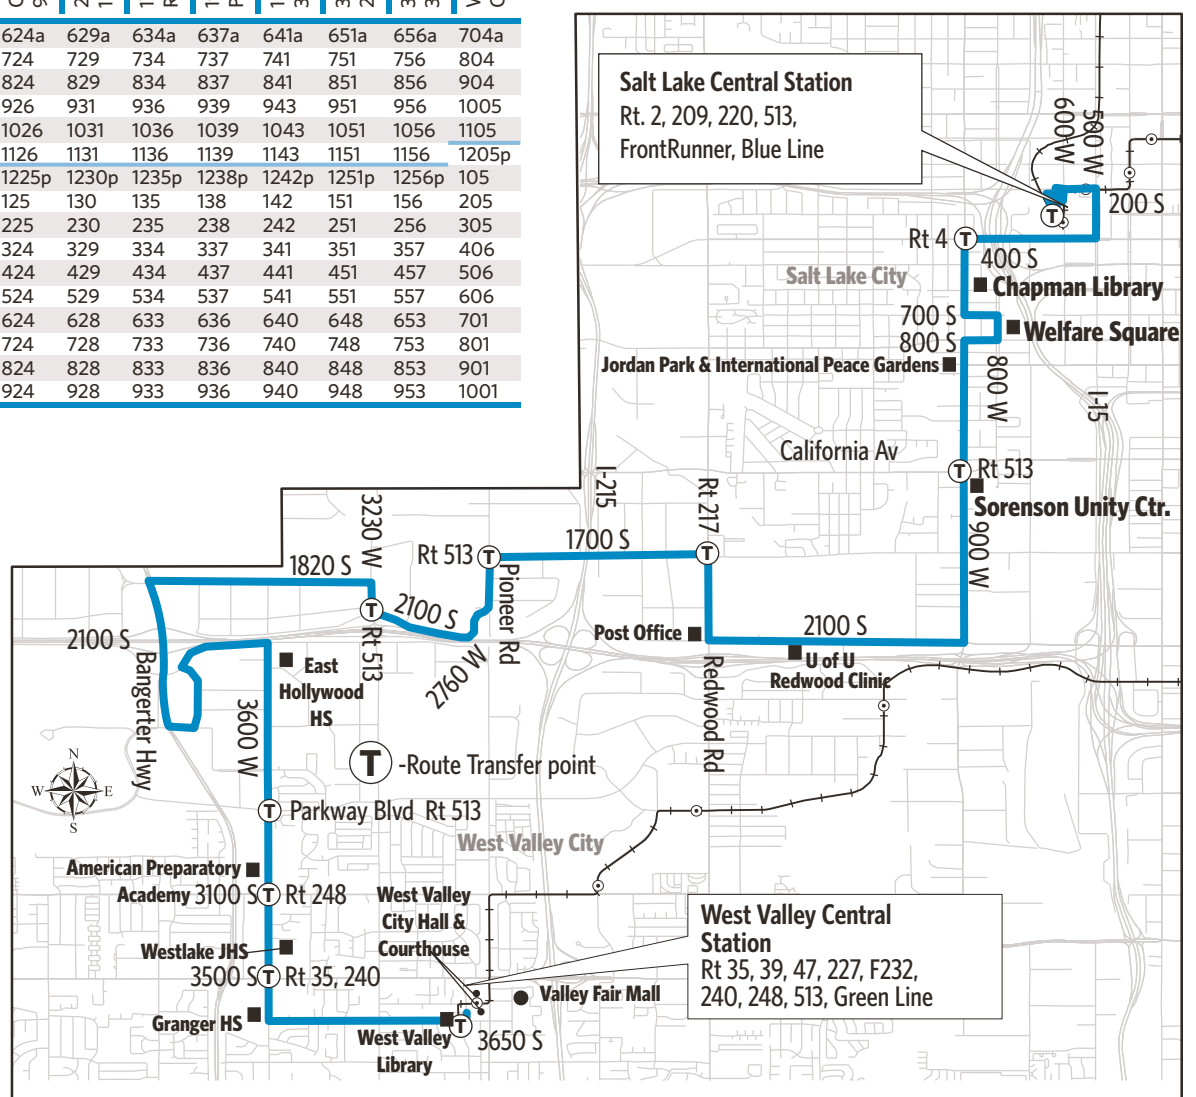 624a 629a 634a 637a 641a 651a 656a 704a
724 729 734 737 741 751 756 804
824 829 834 837 841 851 856 904
926 931 936 939 943 951 956 1005
1026 1031 1036 1039 1043 1051 1056 1105
1126 1131 1136 1139 1143 1151 1156 1205p
1225p 1230p 1235p 1238p 1242p 1251p 1256p 105
125 130 135 138 142 151 156 205
225 230 235 238 242 251 256 305
324 329 334 337 341 351 357 406
424 429 434 437 441 451 457 506
524 529 534 537 541 551 557 606
624 628 633 636 640 648 653 701
724 728 733 736 740 748 753 801
824 828 833 836 840 848 853 901
924 928 933 936 940 948 953 1001
Salt Lake Central Station
Rt. 2, 209, 220, 513,
FrontRunner, Blue Line
600 W
500 W
200 S
T
Rt 4 T
400 S
Salt Lake City
Chapman Library
700 S
Welfare Square
800 S
Jordan Park & International Peace Gardens
800 W
I-15
California Av
T Rt 513
Sorenson Unity Ctr.
900 W
I-215
Rt 217
3230 W
1700 S
Rt 513 T
T
1820 S
Pioneer Rd
2100 S
T
Rt 513
2760 W
Post Office
2100 S
U of U
Redwood Clinic
Redwood Rd
2100 S
Bangerter Hwy
East
Hollywood
HS
3600 W
N
W E
S
T -Route Transfer point
T Parkway Blvd Rt 513
West Valley City
American Preparatory
Academy 3100 S T Rt 248
West Valley
City Hall &
Courthouse
Westlake JHS
3500 S T Rt 35, 240
West Valley Central
Station
Rt 35, 39, 47, 227, F232,
240, 248, 513, Green Line
Valley Fair Mall
Granger HS
T
West Valley
Library
3650 S